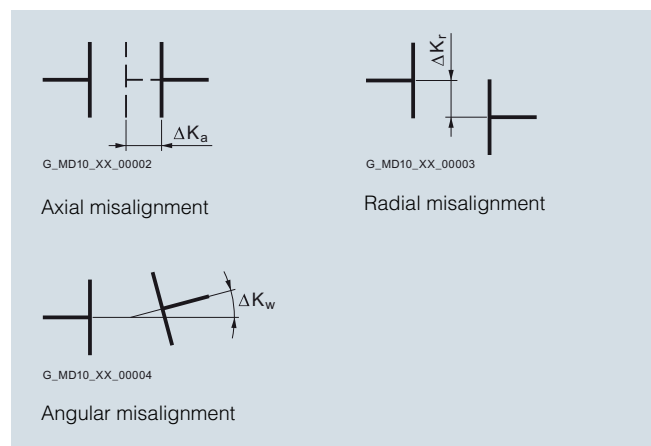 ΔKa
G_MD10_XX_00002
Axial misalignment
ΔKr
G_MD10_XX_00003
Radial misalignment
ΔKw
G_MD10_XX_00004
Angular misalignment